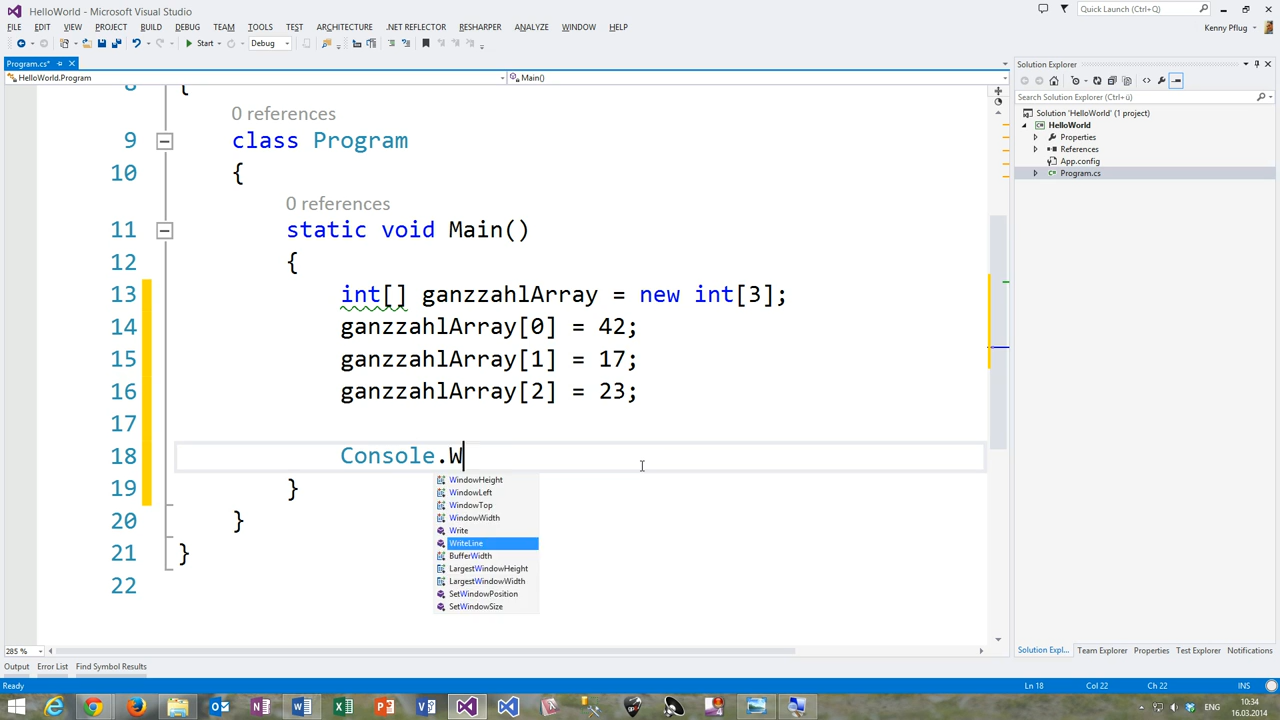 HelloWorld - Microsoft Visual Studio
Quick Launch (Ctrl+Q)
FILE EDIT VIEW PROJECT BUILD DEBUG TEAM TOOLS TEST ARCHITECTURE .NET REFLECTOR RESHARPER ANALYZE WINDOW HELP
Kenny Pflug
Start Debug
Program.cs*
HelloWorld.Program
Main()
8 {
0 references
9 class Program
10 {
0 references
11 static void Main()
12 {
13 int[] ganzzahlArray = new int[3];
14 ganzzahlArray[0] = 42;
15 ganzzahlArray[1] = 17;
16 ganzzahlArray[2] = 23;
17
18 Console.W
WindowHeight
WindowLeft
WindowTop
WindowWidth
Write
WriteLine
BufferWidth
LargestWindowHeight
LargestWindowWidth
SetWindowPosition
SetWindowSize
19 }
20 }
21 }
22
285 %
Solution Explorer
Search Solution Explorer (Ctrl+ü)
Solution 'HelloWorld' (1 project)
HelloWorld
Properties
References
App.config
Program.cs
Solution Expl... Team Explorer Properties Test Explorer Notifications
Output Error List Find Symbol Results
Ready
Ln 18 Col 22 Ch 22 INS
ENG
10:34
16.03.2014